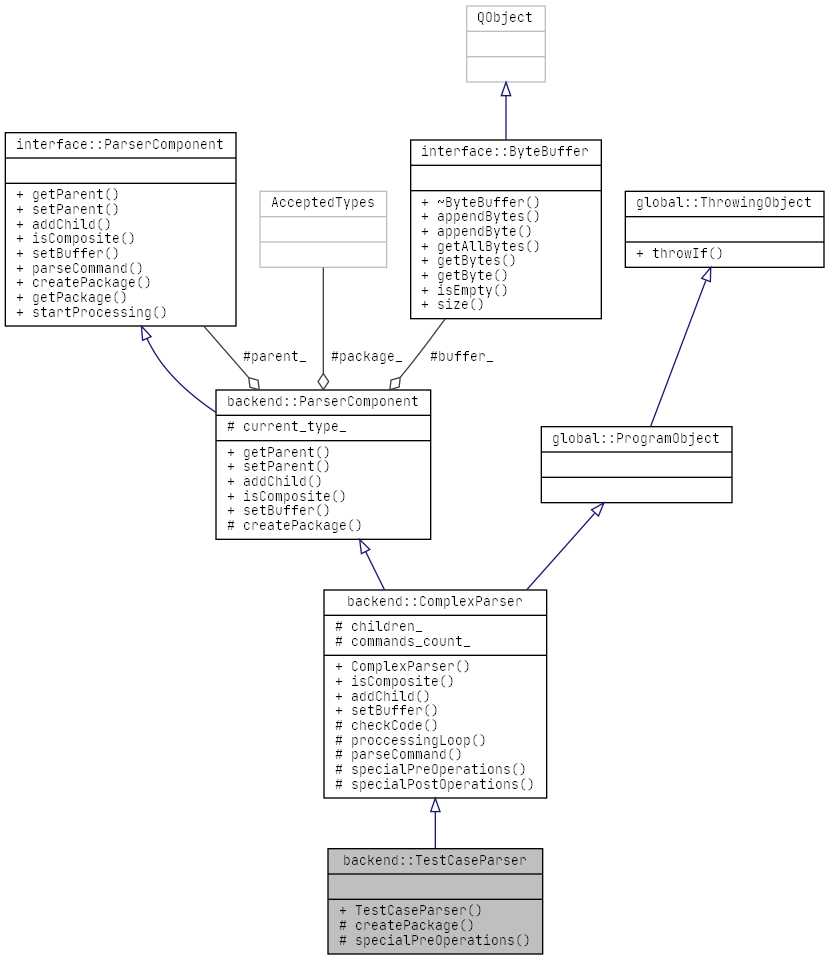 QObject
interface::ParserComponent
+ getParent()
+ setParent()
+ addChild()
+ isComposite()
+ setBuffer()
+ parseCommand()
+ createPackage()
+ getPackage()
+ startProcessing()
AcceptedTypes
interface::ByteBuffer
+ ~ByteBuffer()
+ appendBytes()
+ appendByte()
+ getAllBytes()
+ getBytes()
+ getByte()
+ isEmpty()
+ size()
global::ThrowingObject
+ throwIf()
#parent_
#package_
#buffer_
backend::ParserComponent
# current_type_
+ getParent()
+ setParent()
+ addChild()
+ isComposite()
+ setBuffer()
# createPackage()
global::ProgramObject
backend::ComplexParser
# children_
# commands_count_
+ ComplexParser()
+ isComposite()
+ addChild()
+ setBuffer()
# checkCode()
# proccessingLoop()
# parseCommand()
# specialPreOperations()
# specialPostOperations()
backend::TestCaseParser
+ TestCaseParser()
# createPackage()
# specialPreOperations()